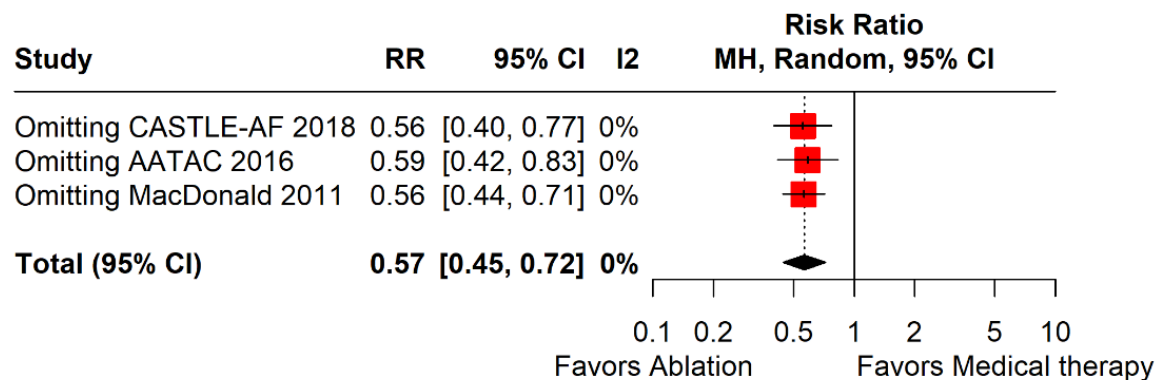 Risk Ratio
Study RR 95% CI I2 MH, Random, 95% CI
Omitting CASTLE-AF 2018 0.56 [0.40, 0.77] 0%
Omitting AATAC 2016 0.59 [0.42, 0.83] 0%
Omitting MacDonald 2011 0.56 [0.44, 0.71] 0%
Total (95% CI) 0.57 [0.45, 0.72] 0%
0.1 0.2 0.5 1 2 5 10
Favors Ablation Favors Medical therapy